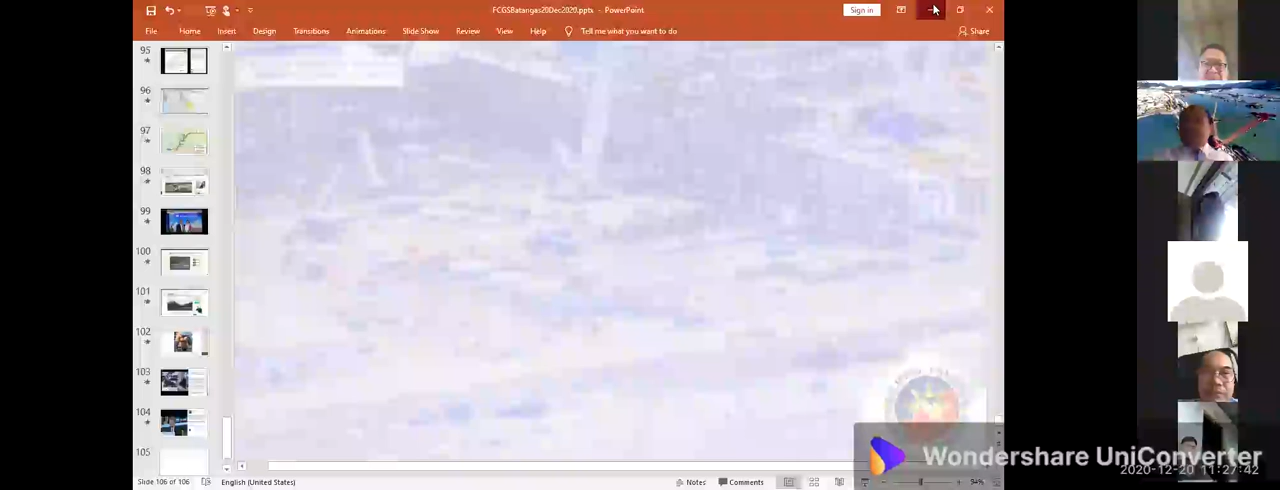 FCGSBatangas20Dec2020.pptx - PowerPoint
Sign in
File Home Insert Design Transitions Animations Slide Show Review View Help Tell me what you want to do Share
95
96
97
98
99
100
101
102
103
104
105
Wondershare UniConverter
2020-12-20 11:27:42
Slide 106 of 106 English (United States) Notes Comments 94%